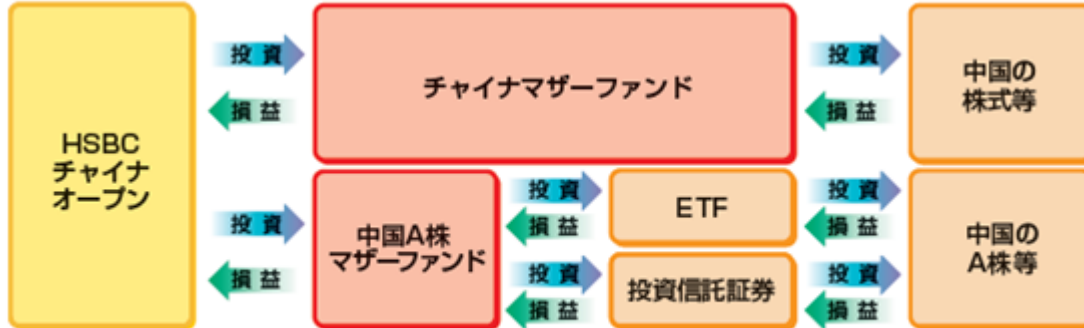 HSBC
チャイナ
オープン
投資
損益
チャイナマザーファンド
投資
損益
中国の
株式等
投資
損益
中国A株
マザーファンド
投資
損益
ETF
投資
損益
投資
損益
投資信託証券
投資
損益
中国の
A株等